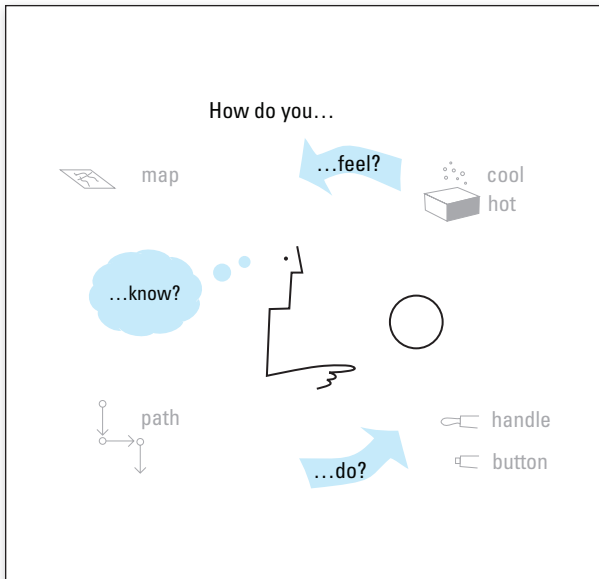 How do you…
…feel?
map
cool
hot
…know?
path
handle
…do?
button